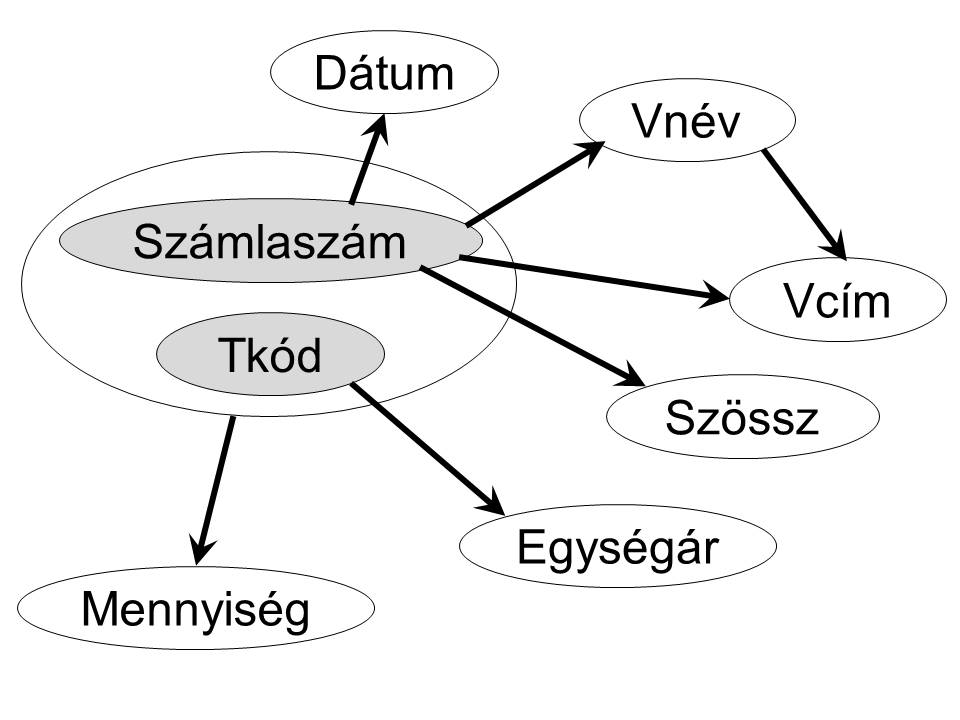 Dátum
Vnév
Számlaszám
Vcím
Tkód
Szössz
Egységár
Mennyiség